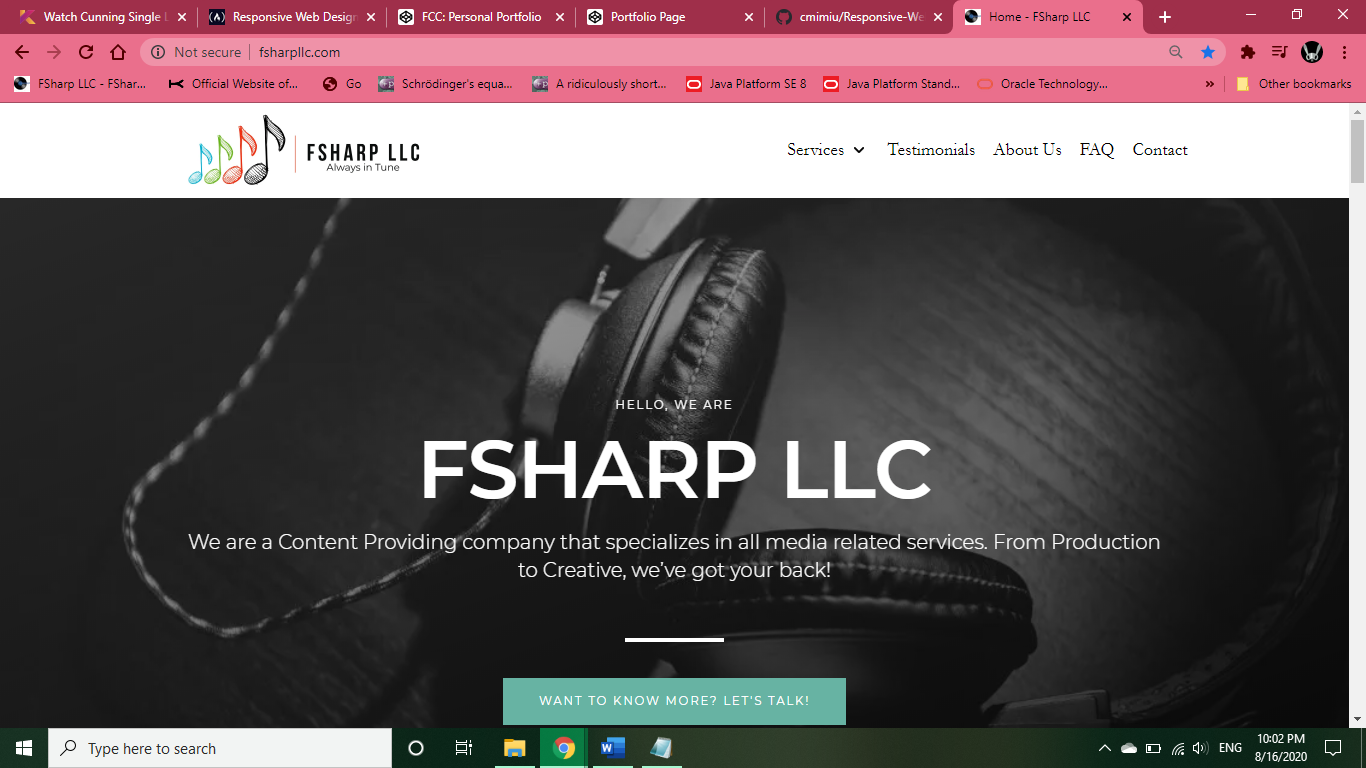 Watch Cunning Single L
Responsive Web Design
FCC: Personal Portfolio
Portfolio Page
cmimiu/Responsive-We
Home - FSharp LLC
Not secure
fsharpllc.com
FSharp LLC - FShar...
Official Website of...
Go
Schrödinger's equa...
A ridiculously short...
Java Platform SE 8
Java Platform Stand...
Oracle Technology...
»
Other bookmarks
FSHARP LLC
Always in Tune
Services
Testimonials
About Us
FAQ
Contact
HELLO, WE ARE
FSHARP LLC
We are a Content Providing company that specializes in all media related services. From Production
to Creative, we've got your back!
WANT TO KNOW MORE? LET'S TALK!
Type here to search
ENG
10:02 PM
8/16/2020